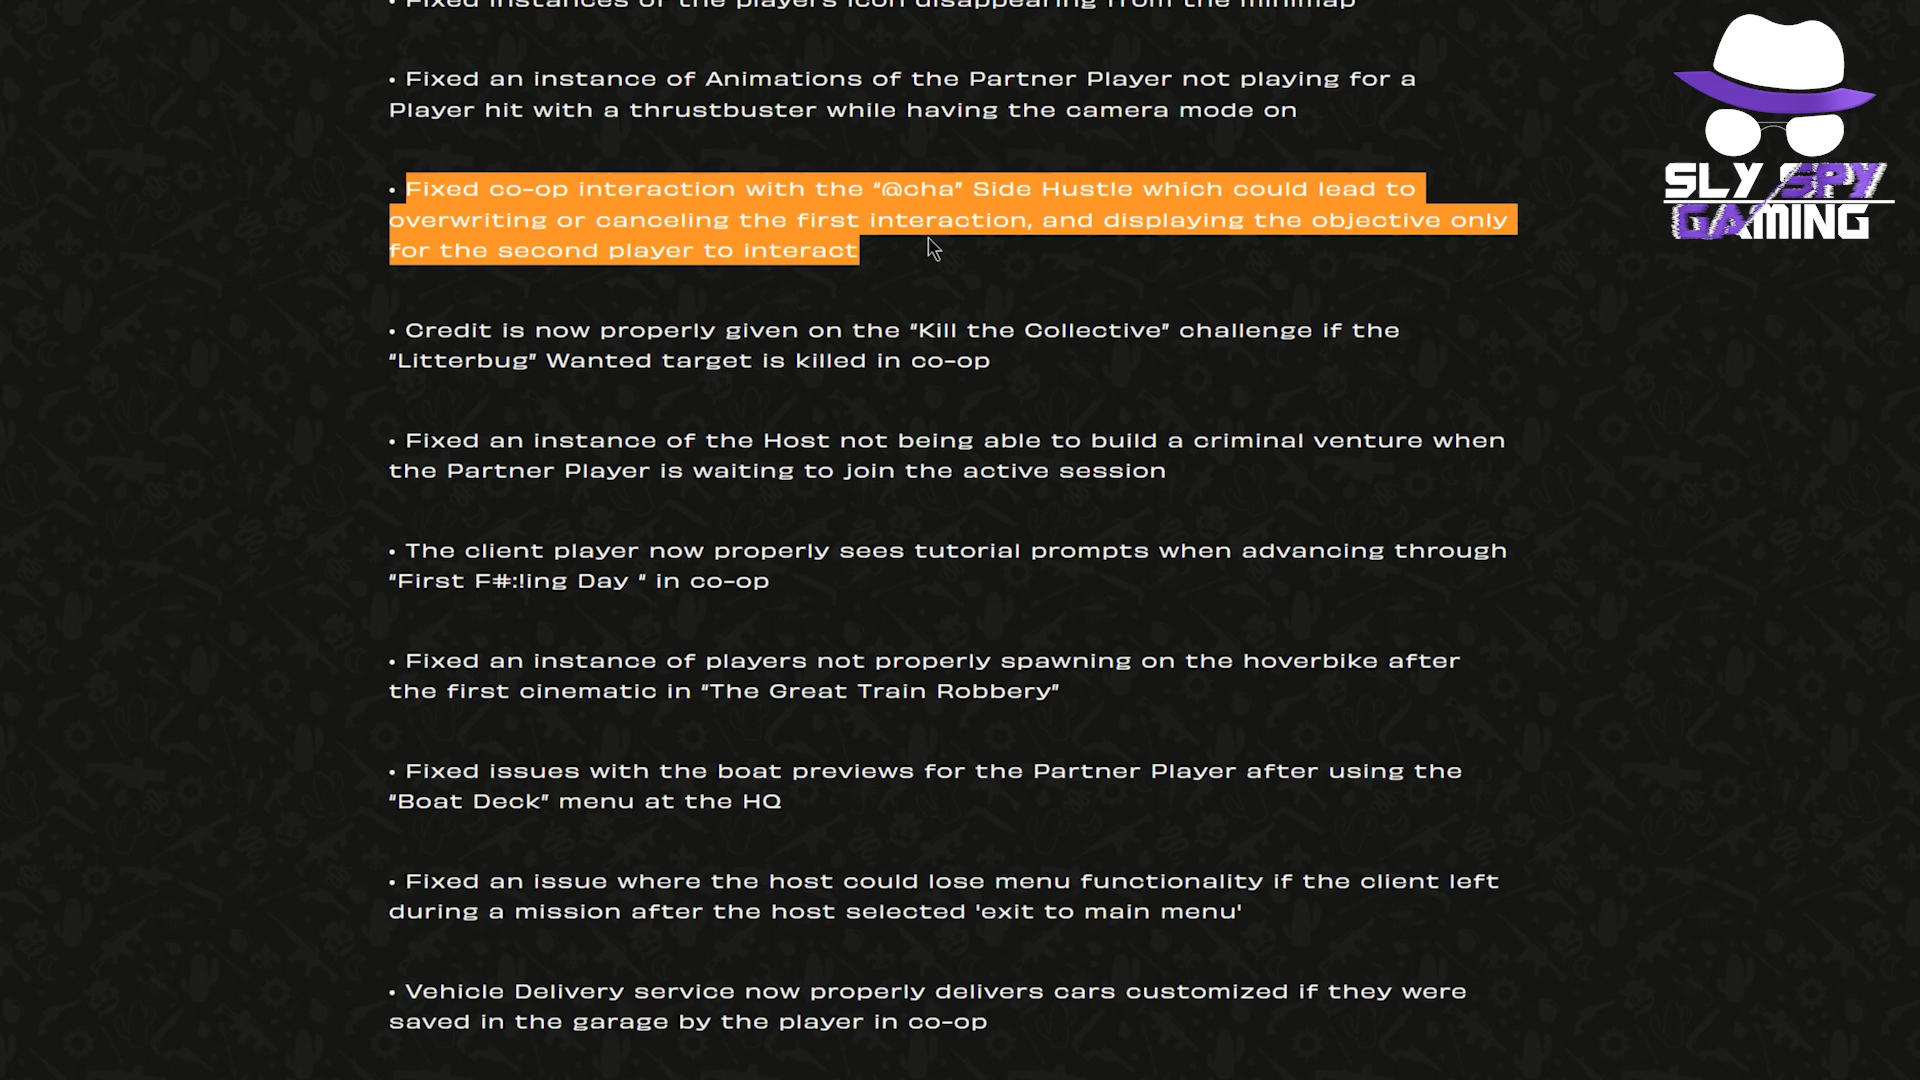 • Fixed instances of the players icon disappearing from the minimap
• Fixed an instance of Animations of the Partner Player not playing for a
Player hit with a thrustbuster while having the camera mode on
• Fixed co-op interaction with the “@cha” Side Hustle which could lead to
overwriting or canceling the first interaction, and displaying the objective only
for the second player to interact
• Credit is now properly given on the “Kill the Collective” challenge if the
“Litterbug” Wanted target is killed in co-op
• Fixed an instance of the Host not being able to build a criminal venture when
the Partner Player is waiting to join the active session
• The client player now properly sees tutorial prompts when advancing through
“First F#:!ing Day “ in co-op
• Fixed an instance of players not properly spawning on the hoverbike after
the first cinematic in “The Great Train Robbery”
• Fixed issues with the boat previews for the Partner Player after using the
“Boat Deck” menu at the HQ
• Fixed an issue where the host could lose menu functionality if the client left
during a mission after the host selected 'exit to main menu'
• Vehicle Delivery service now properly delivers cars customized if they were
saved in the garage by the player in co-op
SLY SPY
GAMING